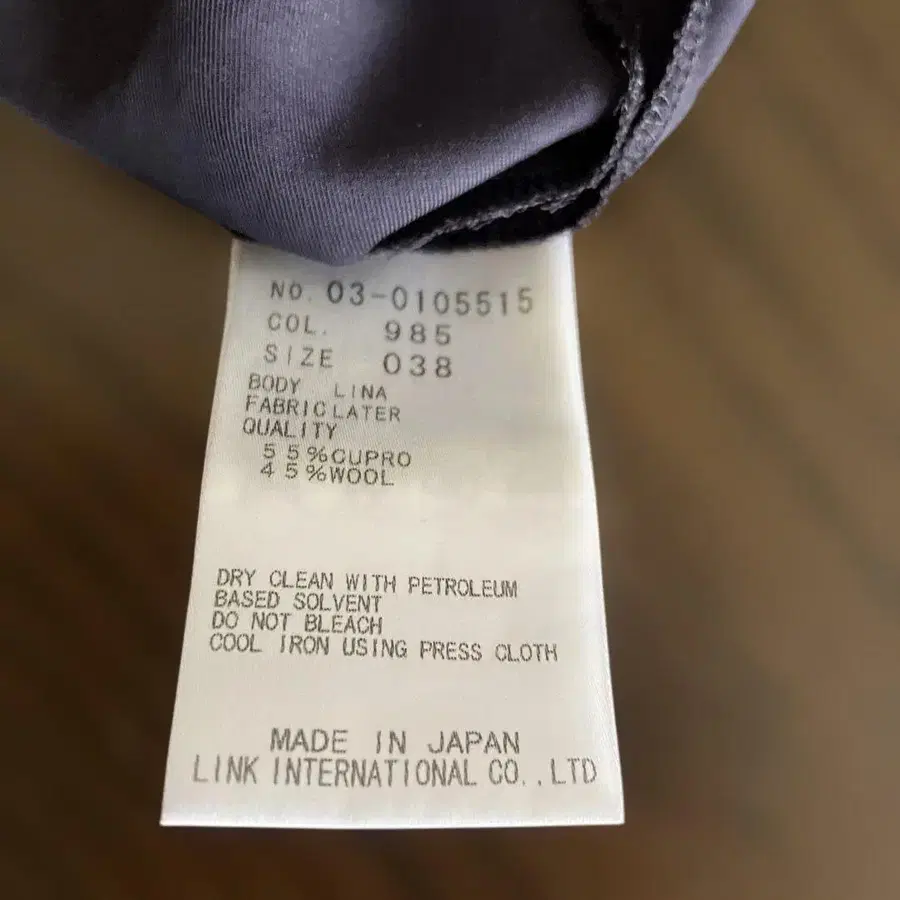 NO. 03-0105515
COL. 985
SIZE 038
BODY LINA
FABRIC LATER
QUALITY
55%CUPRO
45%WOOL
DRY CLEAN WITH PETROLEUM
BASED SOLVENT
DO NOT BLEACH
COOL IRON USING PRESS CLOTH
MADE IN JAPAN
LINK INTERNATIONAL CO.,LTD